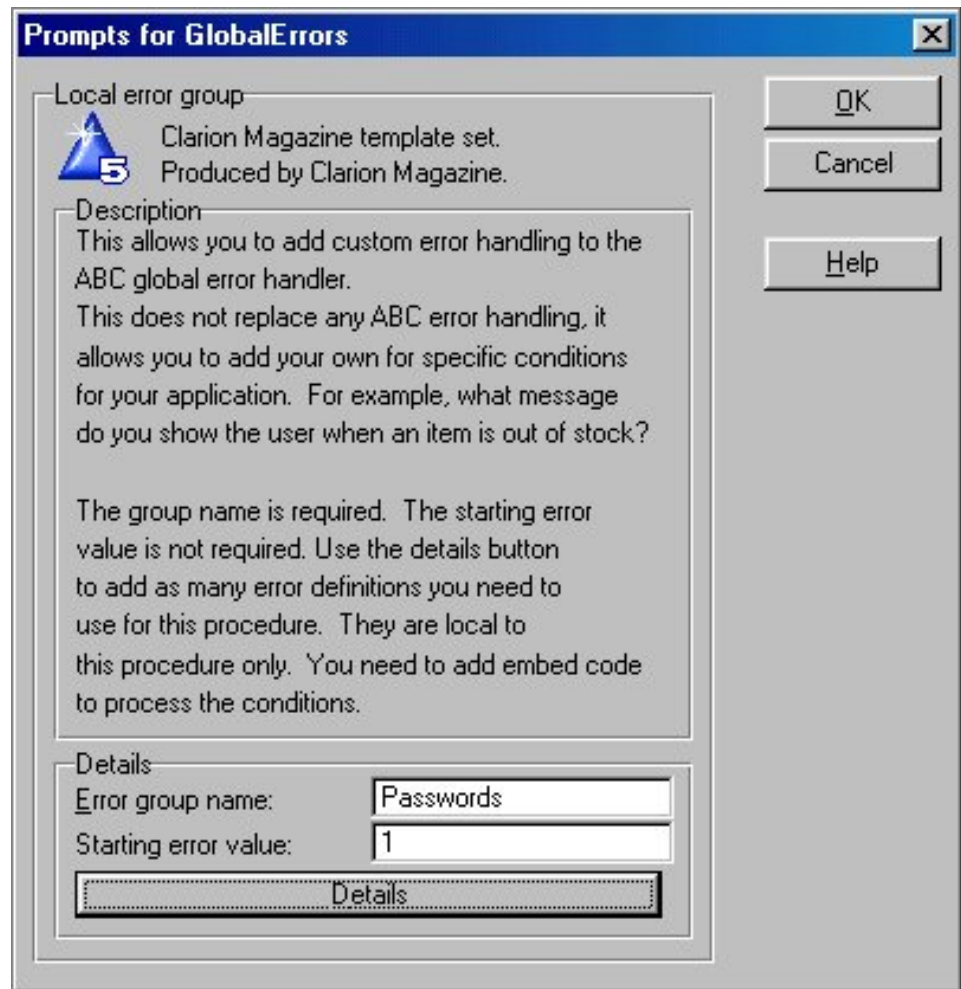 Prompts for GlobalErrors
Local error group
5
Clarion Magazine template set.
Produced by Clarion Magazine.
Description
This allows you to add custom error handling to the
ABC global error handler.
This does not replace any ABC error handling, it
allows you to add your own for specific conditions
for your application. For example, what message
do you show the user when an item is out of stock?
The group name is required. The starting error
value is not required. Use the details button
to add as many error definitions you need to
use for this procedure. They are local to
this procedure only. You need to add embed code
to process the conditions.
Details
Error group name:
Passwords
Starting error value:
1
Details
OK
Cancel
Help